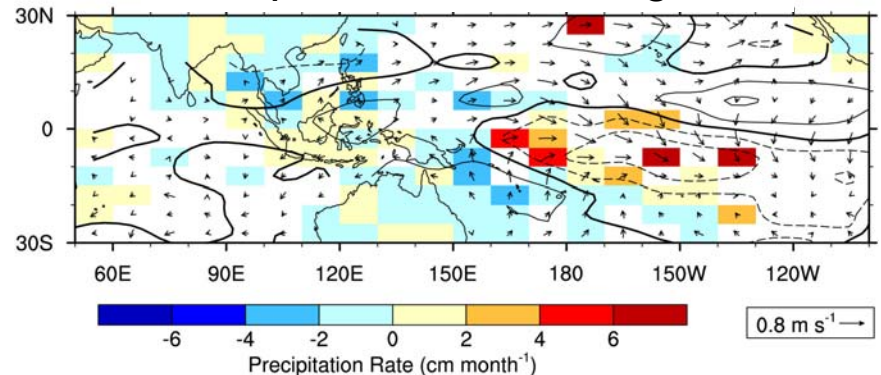 30N
0
30S
60E 90E 120E 150E 180 150W 120W
-6 -4 -2 0 2 4 6
0.8 m s⁻¹
Precipitation Rate (cm month⁻¹)